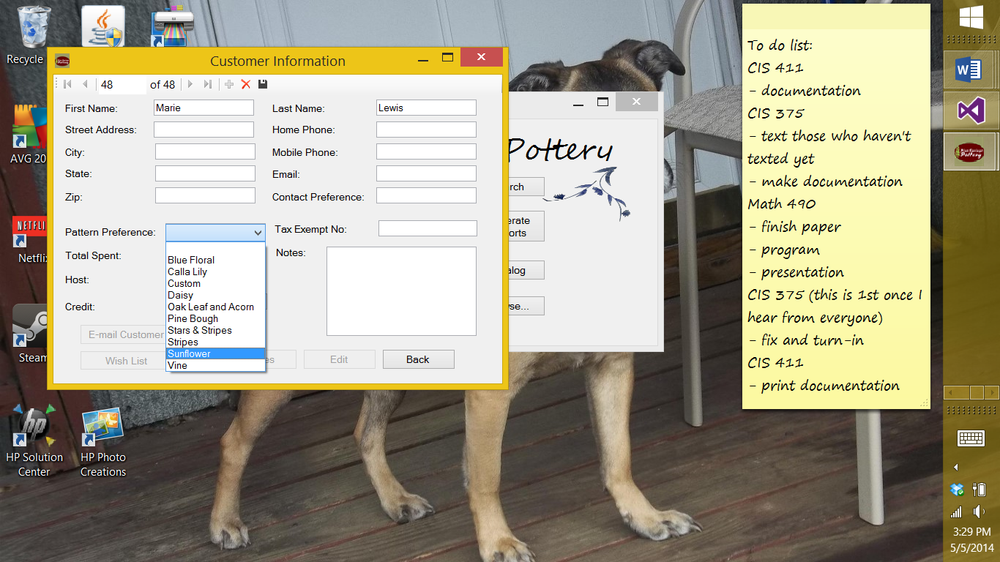 Recycle
AVG 20
NETFLI
Netflix
Steam
HP Solution
Center
HP Photo
Creations
Customer Information
48 of 48
First Name: Marie Last Name: Lewis
Street Address: Home Phone:
City: Mobile Phone:
State: Email:
Zip: Contact Preference:
Pattern Preference: Tax Exempt No:
Total Spent: Notes:
Host:
Credit:
Blue Floral
Calla Lily
Custom
Daisy
Oak Leaf and Acorn
Pine Bough
Stars & Stripes
Stripes
Sunflower
Vine
E-mail Customer
Wish List es Edit Back
Pottery
rch
erate
orts
alog
wse...
To do list:
CIS 411
- documentation
CIS 375
- text those who haven't
texted yet
- make documentation
Math 490
- finish paper
- program
- presentation
CIS 375 (this is 1st once I
hear from everyone)
- fix and turn-in
CIS 411
- print documentation
Pottery
3:29 PM
5/5/2014